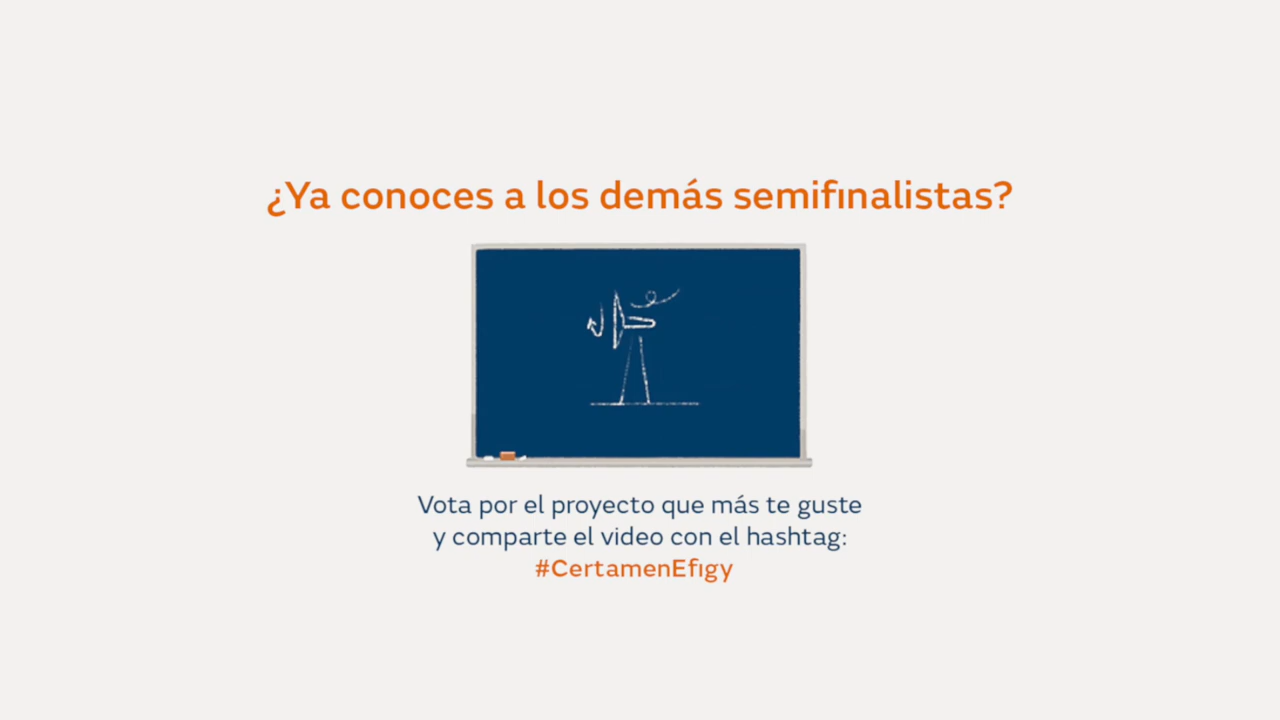 ¿Ya conoces a los demás semifinalistas?
Vota por el proyecto que más te guste
y comparte el video con el hashtag:
#CertamenEfigy